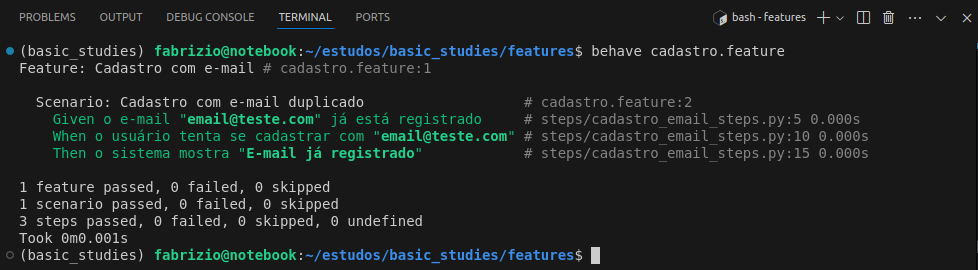 PROBLEMS OUTPUT DEBUG CONSOLE TERMINAL PORTS bash - features
(basic_studies) fabrizio@notebook:~/estudos/basic_studies/features$ behave cadastro.feature
Feature: Cadastro com e-mail # cadastro.feature:1
Scenario: Cadastro com e-mail duplicado # cadastro.feature:2
Given o e-mail "email@teste.com" já está registrado # steps/cadastro_email_steps.py:5 0.000s
When o usuário tenta se cadastrar com "email@teste.com" # steps/cadastro_email_steps.py:10 0.000s
Then o sistema mostra "E-mail já registrado" # steps/cadastro_email_steps.py:15 0.000s
1 feature passed, 0 failed, 0 skipped
1 scenario passed, 0 failed, 0 skipped
3 steps passed, 0 failed, 0 skipped, 0 undefined
Took 0m0.001s
(basic_studies) fabrizio@notebook:~/estudos/basic_studies/features$